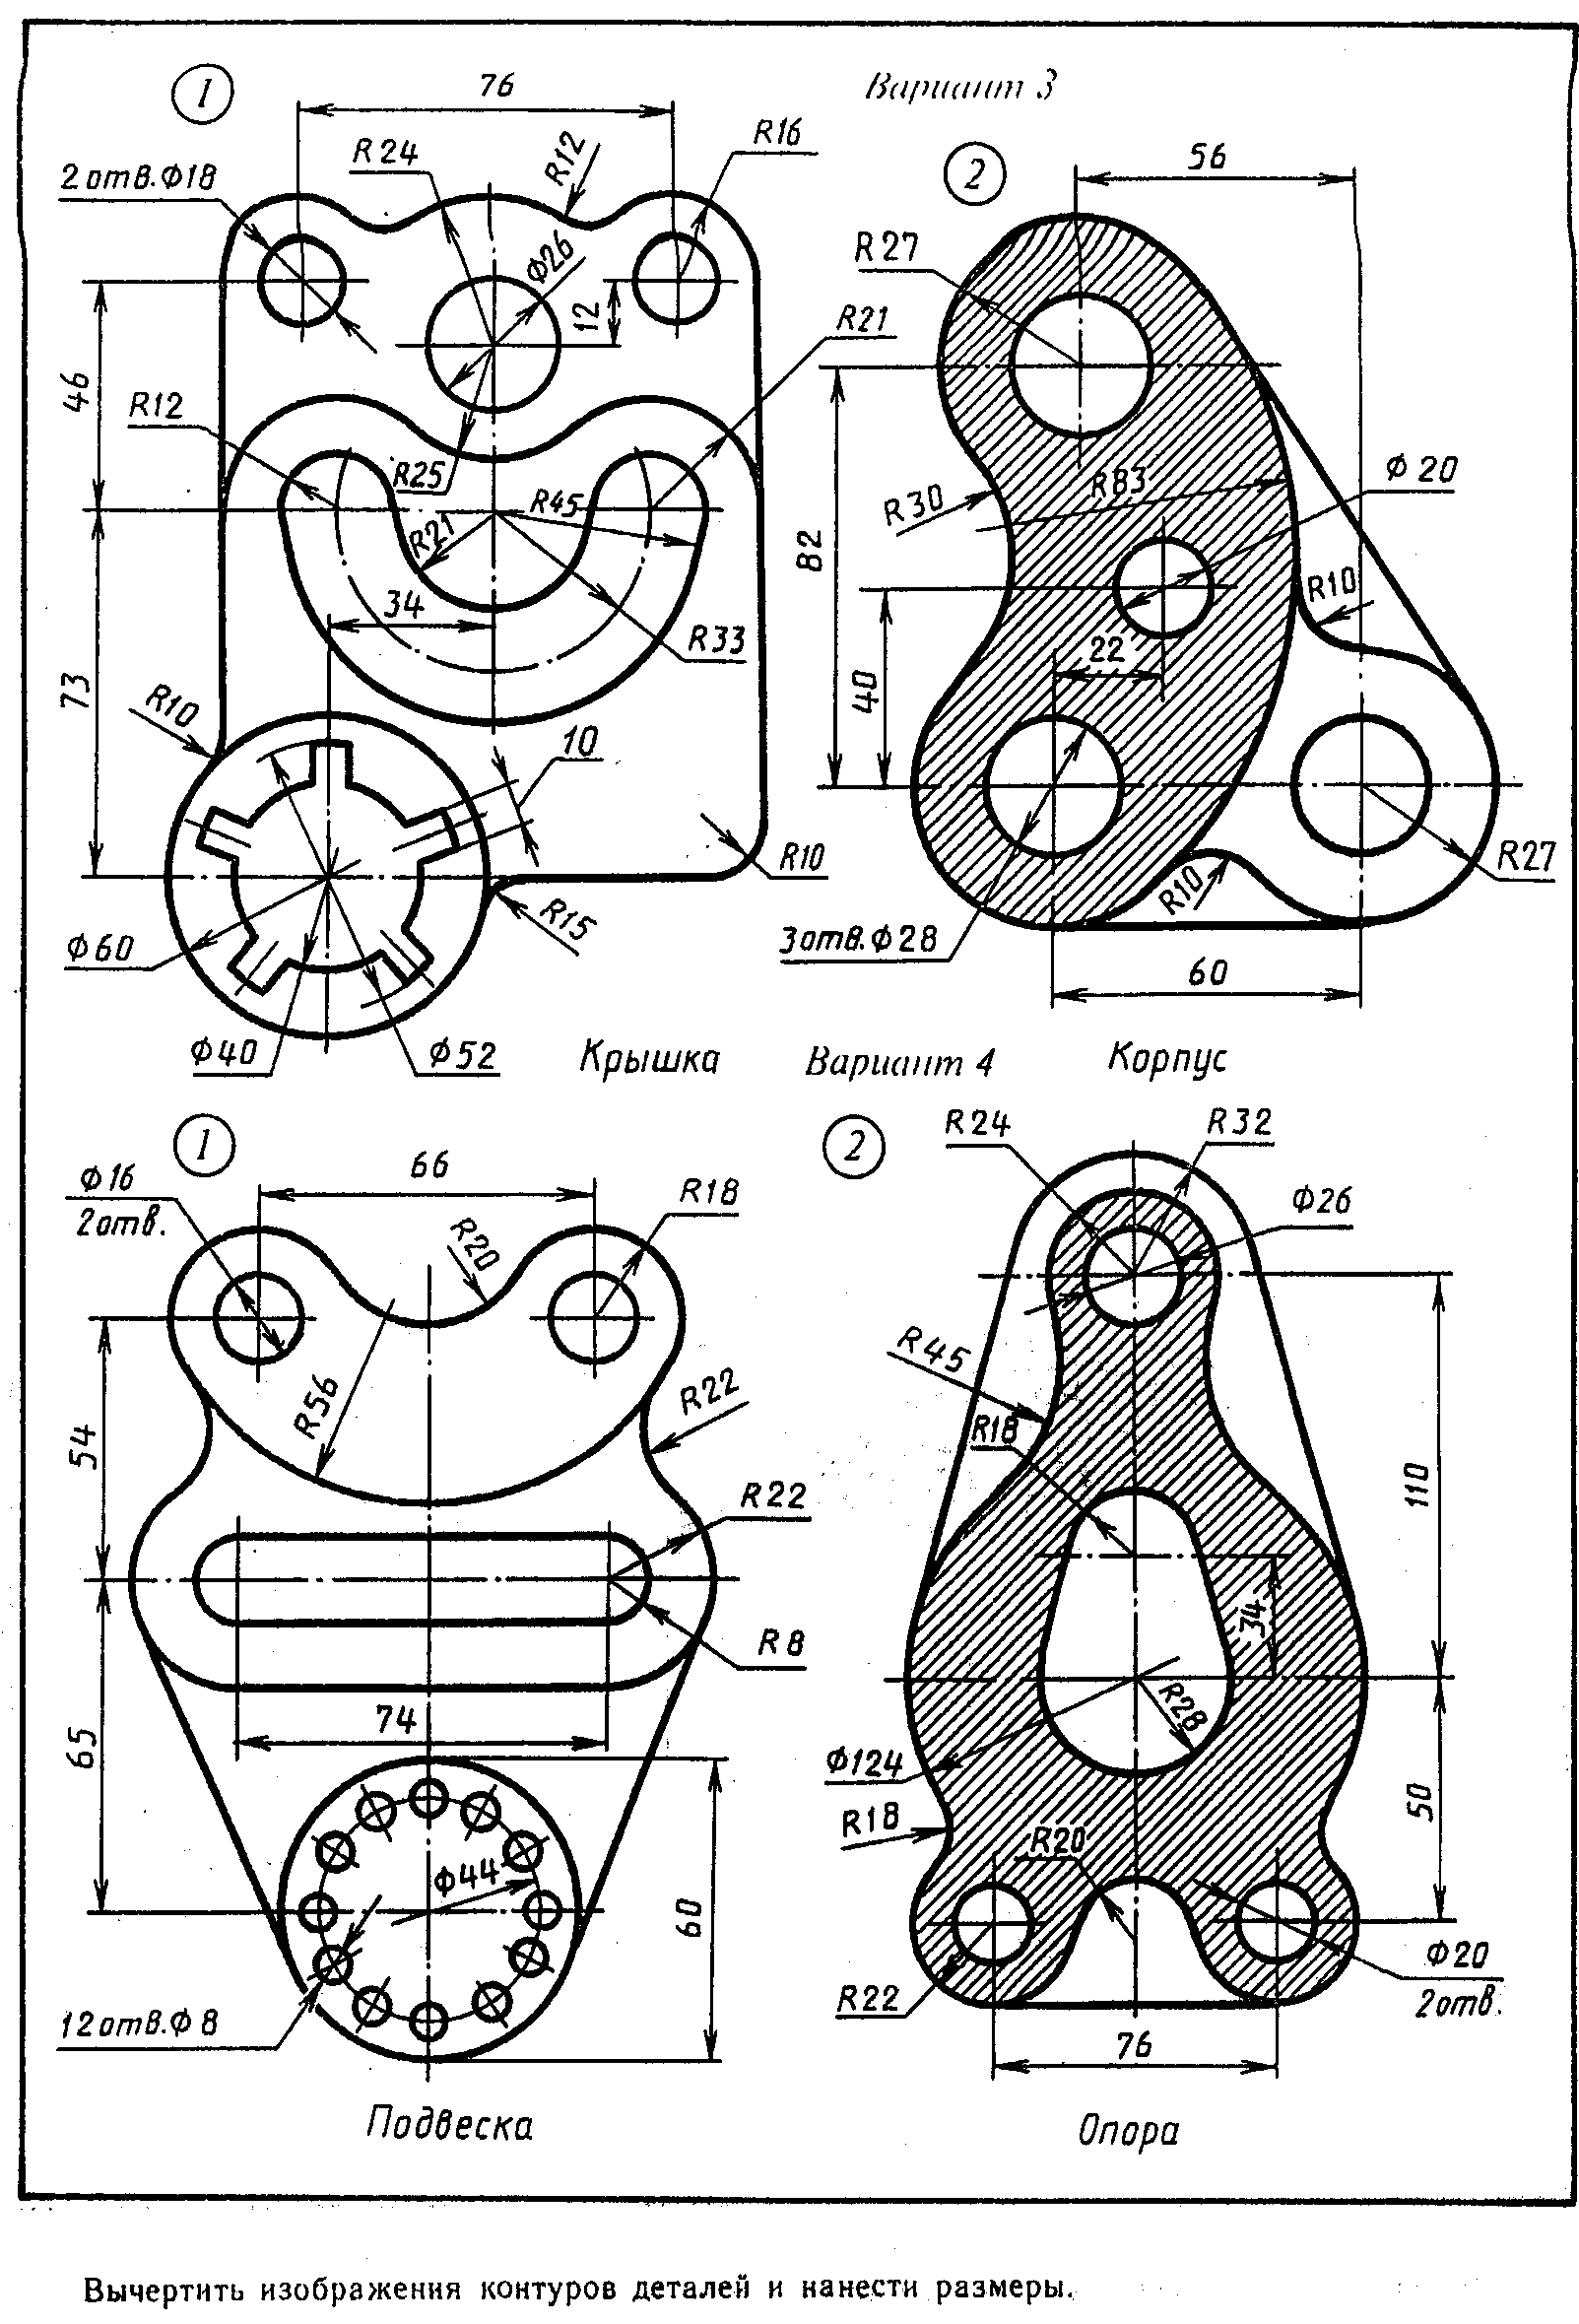 Вариант 3
1
76
R24
R12
R16
2 отв. Ф18
Ф26
12
R21
46
R12
R25
R45
R21
34
R33
73
R10
10
R10
R15
Ф60
Ф40
Ф52
Крышка
2
56
R27
R83
R30
Ф20
82
R10
22
40
R10
R27
3 отв. Ф28
60
Корпус
Вариант 4
1
66
Ф16
2 отв.
R18
R20
R56
R22
54
R22
R8
74
65
Ф44
60
12 отв. Ф8
Подвеска
2
R24
R32
Ф26
R45
R18
110
34
R28
Ф124
R18
R20
50
Ф20
2 отв.
R22
76
Опора
Вычертить изображения контуров деталей и нанести размеры.